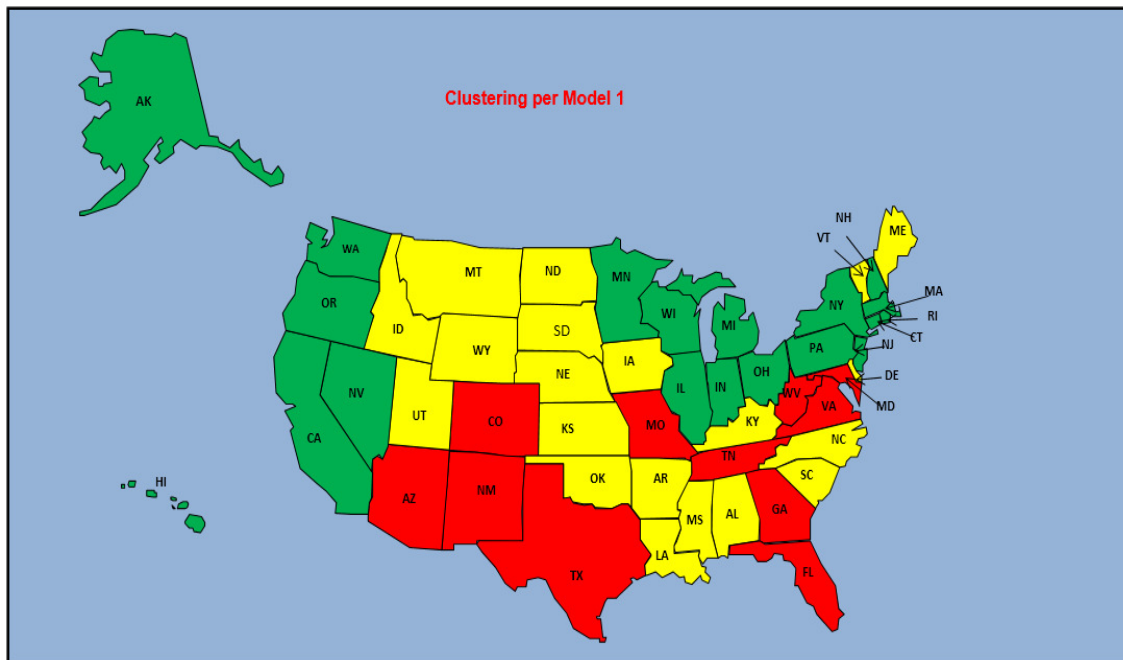 AK
Clustering per Model 1
NH
VT
ME
WA
MT
ND
MN
OR
ID
WY
SD
WI
MI
NY
MA
RI
CT
NJ
PA
IA
NE
IL
IN
OH
DE
MD
WV
VA
NV
UT
CO
KS
MO
KY
CA
NC
TN
HI
AZ
NM
OK
AR
SC
MS
AL
GA
LA
TX
FL